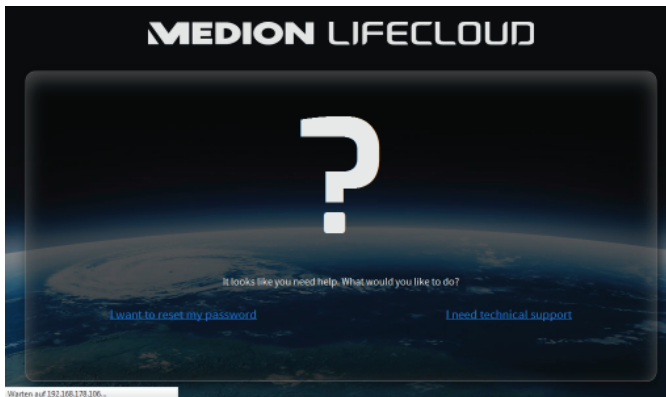 MEDION LIFECLOUD
?
It looks like you need help. What would you like to do?
I want to reset my password
I need technical support
Warten auf 192.168.178.106...